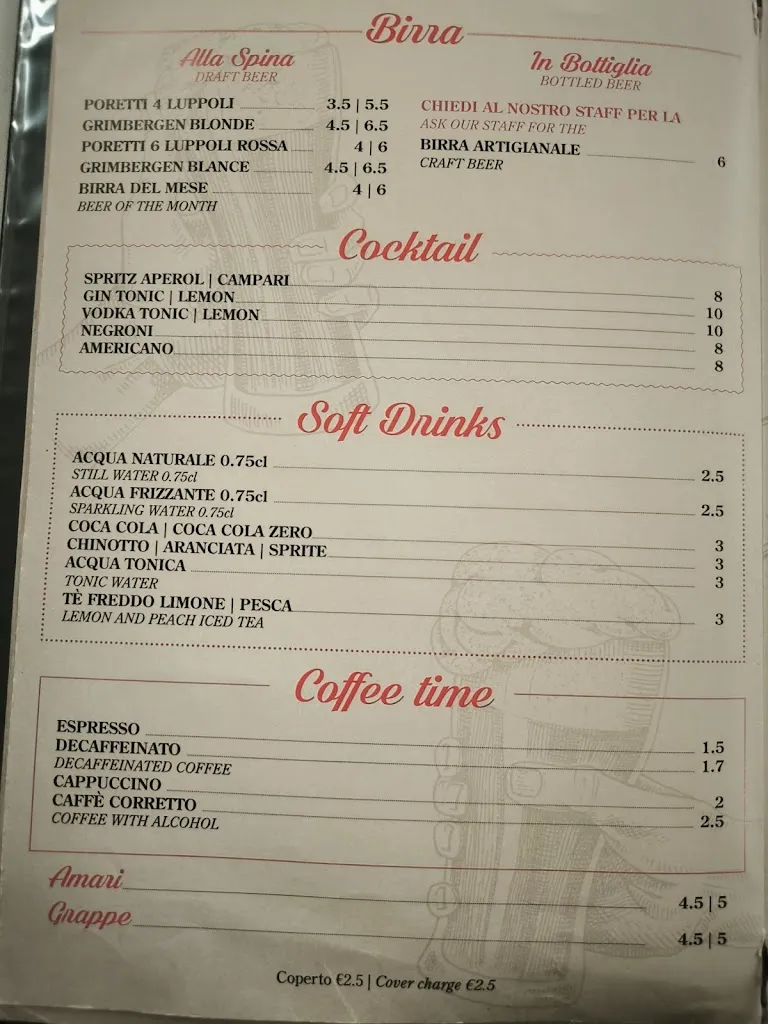 Birra
Alla Spina
DRAFT BEER
PORETTI 4 LUPPOLI 3.5 | 5.5
GRIMBERGEN BLONDE 4.5 | 6.5
PORETTI 6 LUPPOLI ROSSA 4 | 6
GRIMBERGEN BLANCE 4.5 | 6.5
BIRRA DEL MESE 4 | 6
BEER OF THE MONTH
In Bottiglia
BOTTLED BEER
CHIEDI AL NOSTRO STAFF PER LA
ASK OUR STAFF FOR THE
BIRRA ARTIGIANALE 6
CRAFT BEER
Cocktail
SPRITZ APEROL | CAMPARI 8
GIN TONIC | LEMON 10
VODKA TONIC | LEMON 10
NEGRONI 8
AMERICANO 8
Soft Drinks
ACQUA NATURALE 0.75cl 2.5
STILL WATER 0.75cl
ACQUA FRIZZANTE 0.75cl 2.5
SPARKLING WATER 0.75cl
COCA COLA | COCA COLA ZERO 3
CHINOTTO | ARANCIATA | SPRITE 3
ACQUA TONICA 3
TONIC WATER
TÈ FREDDO LIMONE | PESCA 3
LEMON AND PEACH ICED TEA
Coffee time
ESPRESSO 1.5
DECAFFEINATO 1.7
DECAFFEINATED COFFEE
CAPPUCCINO 2
CAFFÈ CORRETTO 2.5
COFFEE WITH ALCOHOL
Amari 4.5 | 5
Grappe 4.5 | 5
Coperto €2.5 | Cover charge €2.5